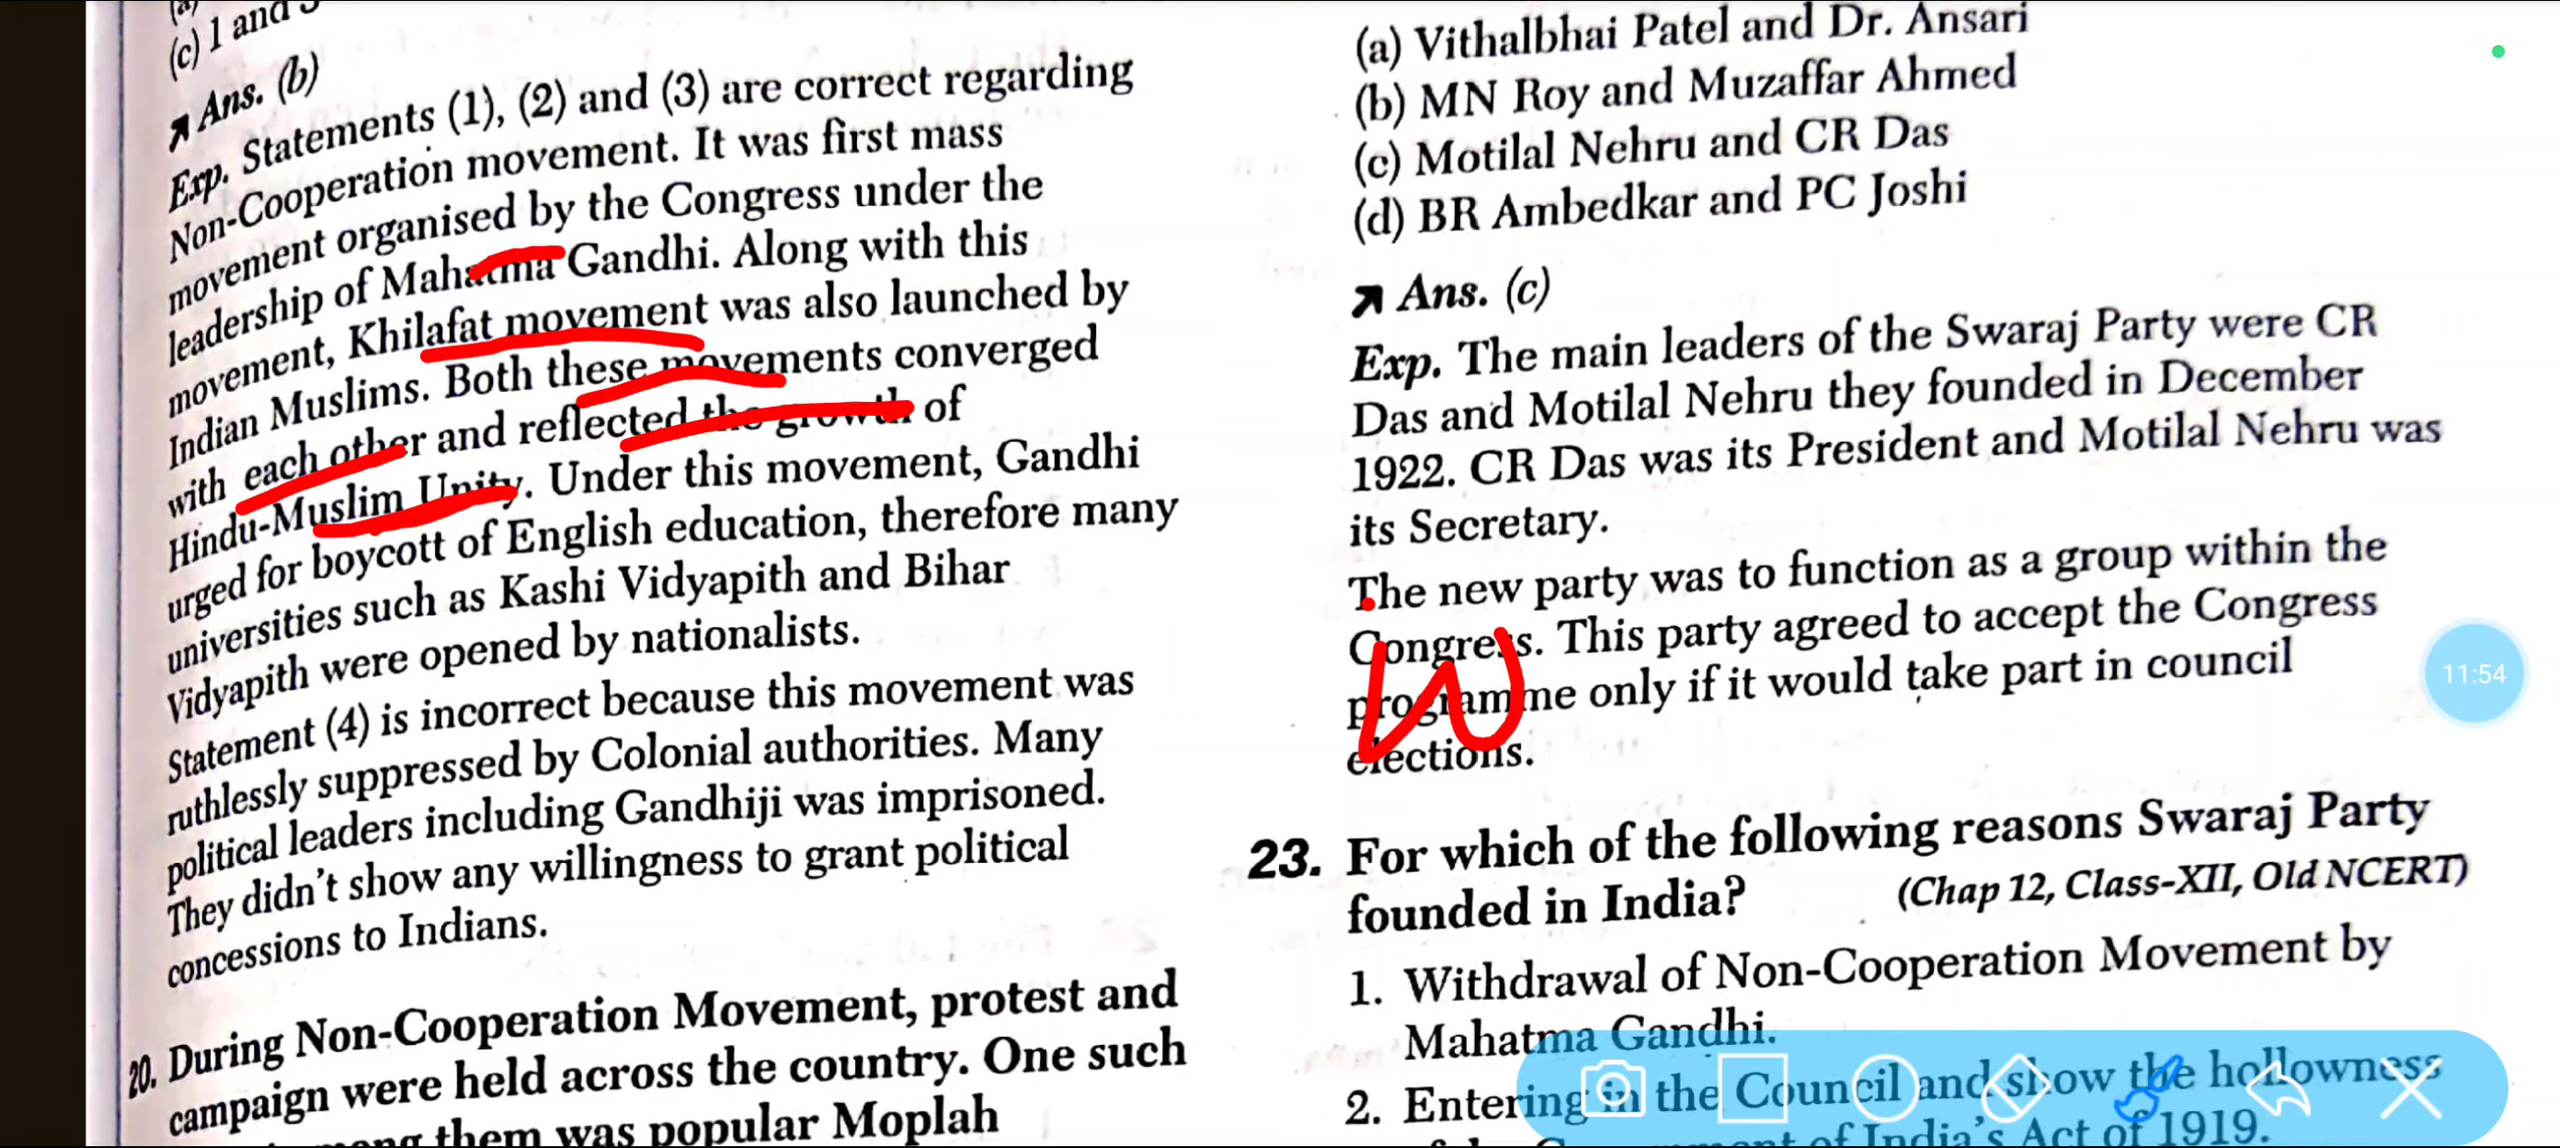 (c) 1 and 3
Ans. (b)
Exp. Statements (1), (2) and (3) are correct regarding
Non-Cooperation movement. It was first mass
movement organised by the Congress under the
leadership of Mahatma Gandhi. Along with this
movement, Khilafat movement was also launched by
Indian Muslims. Both these movements converged
with each other and reflected the growth of
Hindu-Muslim Unity. Under this movement, Gandhi
urged for boycott of English education, therefore many
universities such as Kashi Vidyapith and Bihar
Vidyapith were opened by nationalists.
Statement (4) is incorrect because this movement was
ruthlessly suppressed by Colonial authorities. Many
political leaders including Gandhiji was imprisoned.
They didn't show any willingness to grant political
concessions to Indians.
20. During Non-Cooperation Movement, protest and
campaign were held across the country. One such
them was popular Moplah
(a) Vithalbhai Patel and Dr. Ansari
(b) MN Roy and Muzaffar Ahmed
(c) Motilal Nehru and CR Das
(d) BR Ambedkar and PC Joshi
Ans. (c)
Exp. The main leaders of the Swaraj Party were CR
Das and Motilal Nehru they founded in December
1922. CR Das was its President and Motilal Nehru was
its Secretary.
The new party was to function as a group within the
Congress. This party agreed to accept the Congress
programme only if it would take part in council
elections.
23. For which of the following reasons Swaraj Party
founded in India? (Chap 12, Class-XII, Old NCERT)
1. Withdrawal of Non-Cooperation Movement by
Mahatma Gandhi.
2. Entering in the Council and show the hollowness
of India's Act of 1919.
11:54